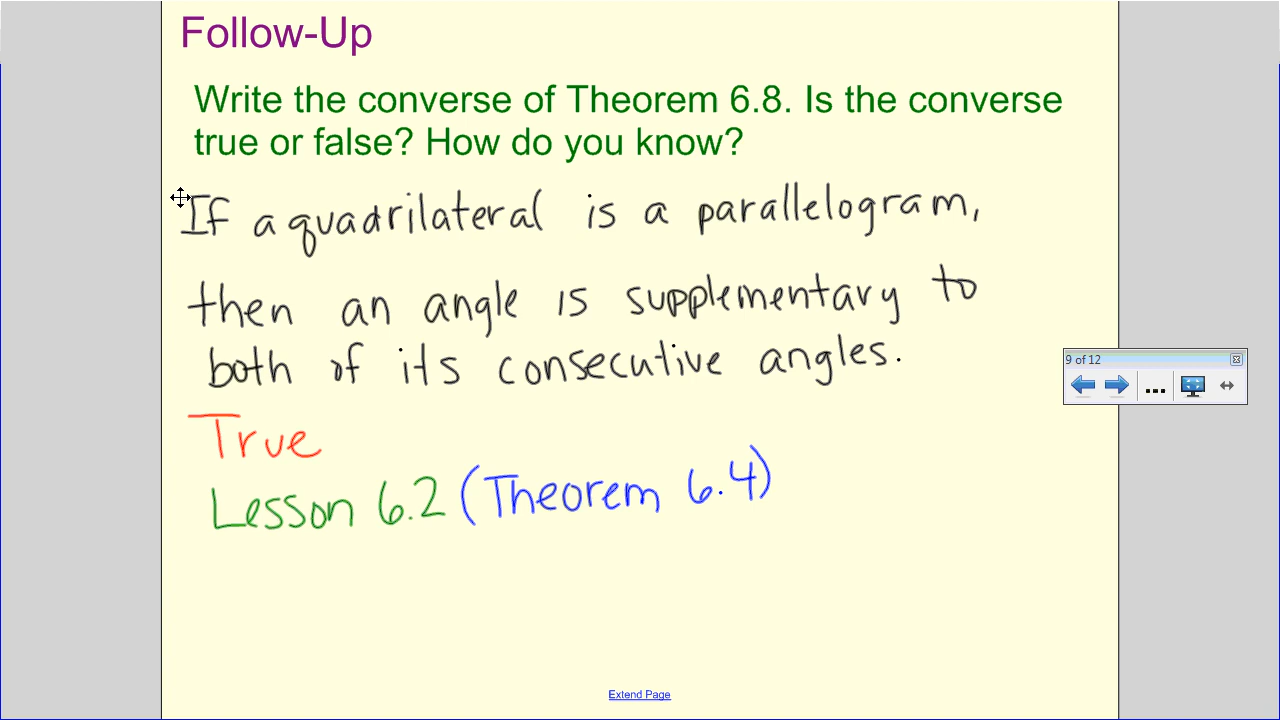 Follow-Up
Write the converse of Theorem 6.8. Is the converse
true or false? How do you know?
If a quadrilateral is a parallelogram,
then an angle is supplementary to
both of its consecutive angles.
True
Lesson 6.2 (Theorem 6.4)
9 of 12
...
Extend Page